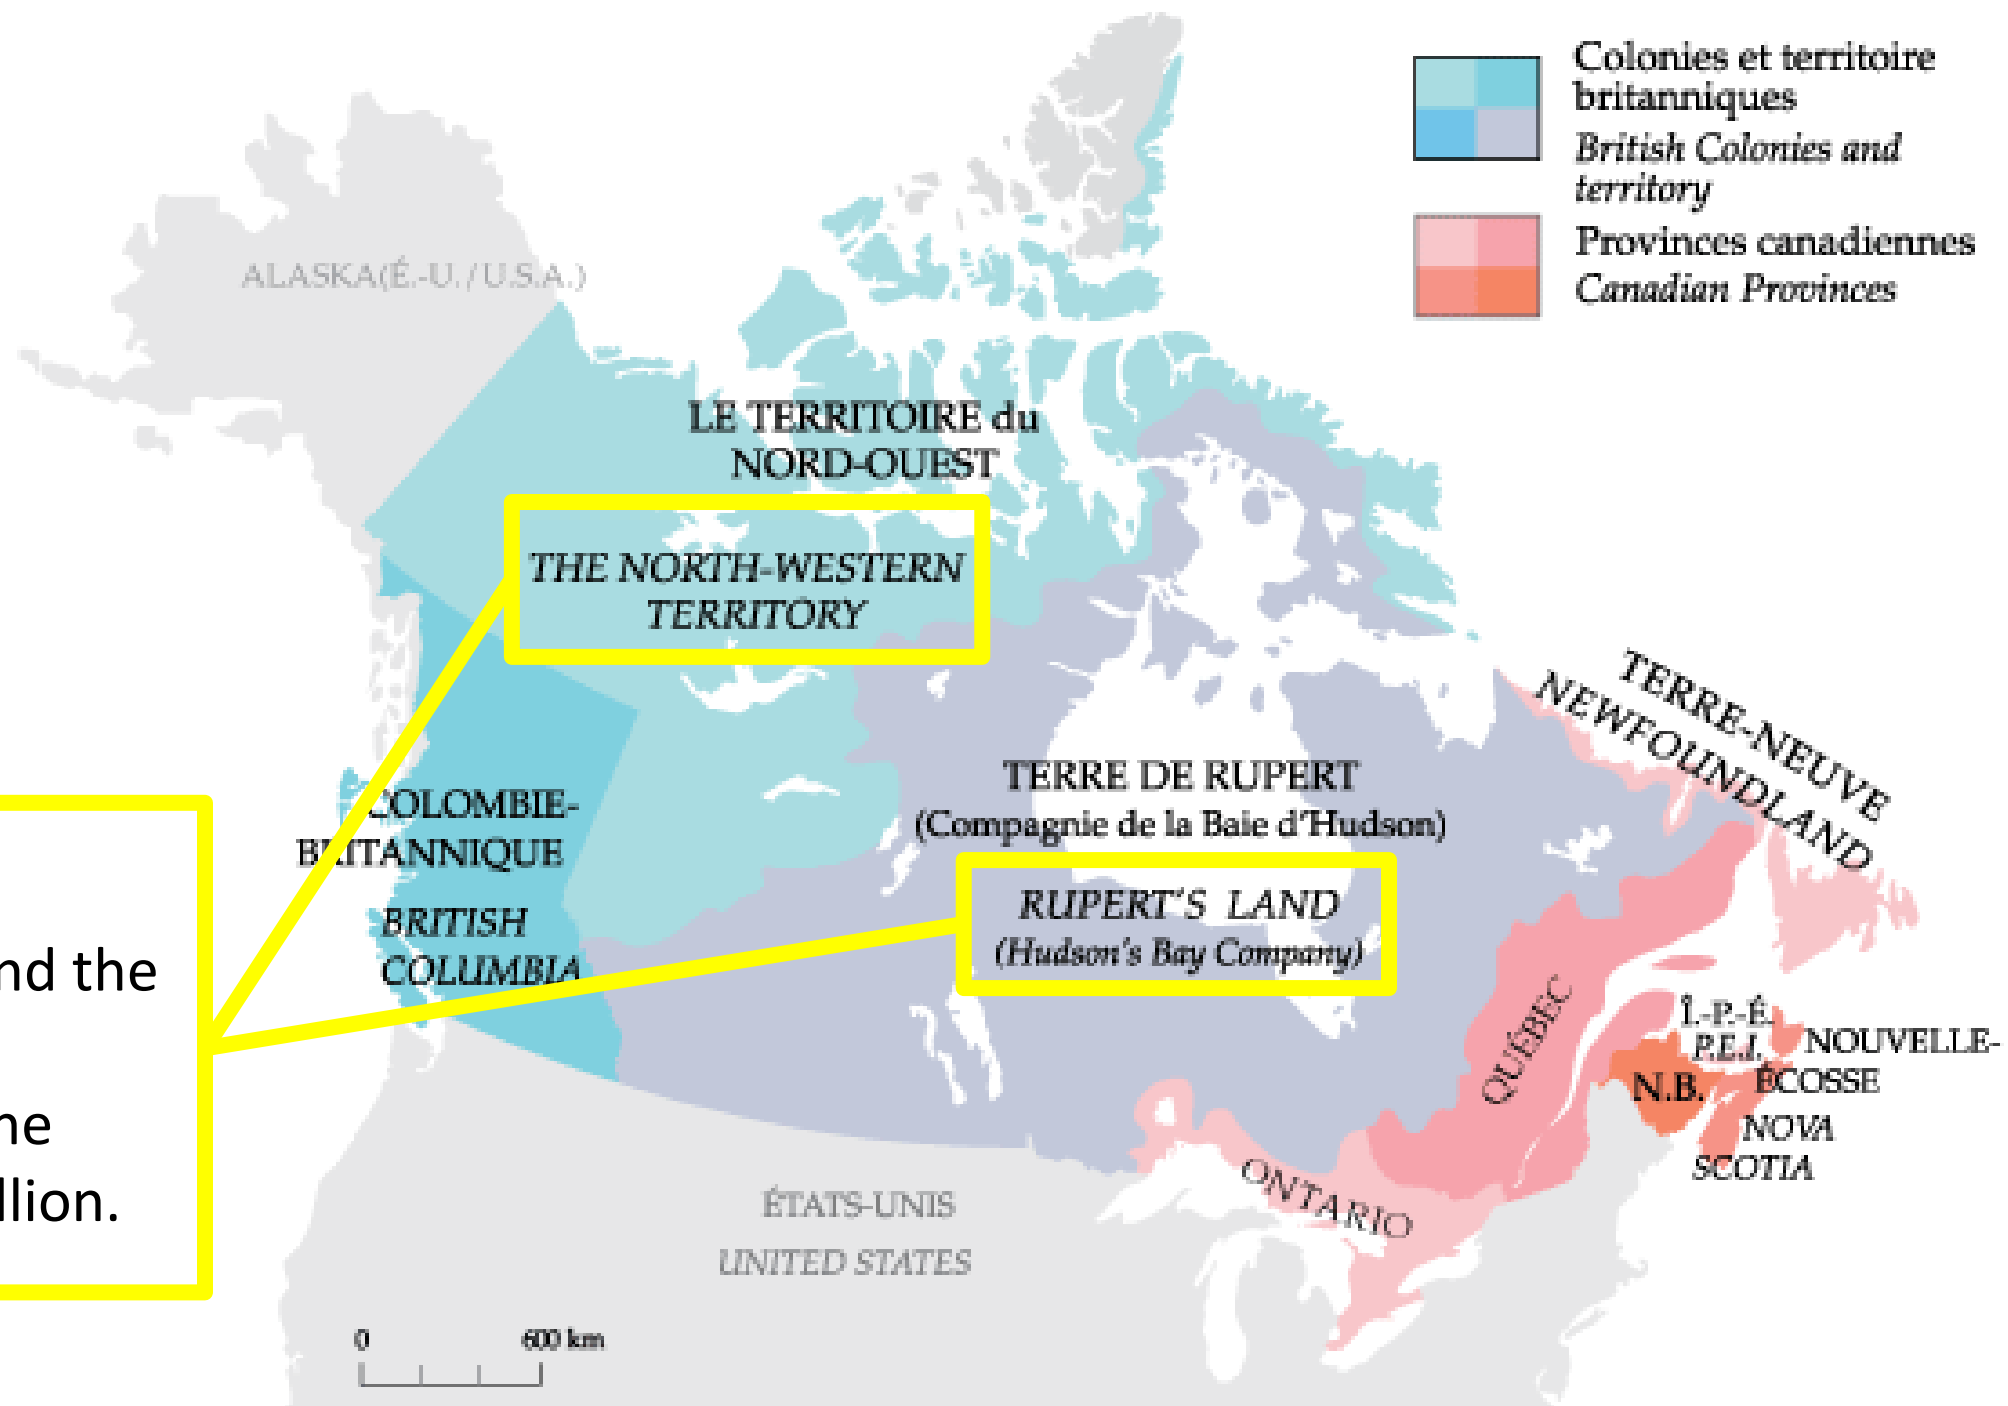 Colonies et territoire
britanniques
British Colonies and
territory
Provinces canadiennes
Canadian Provinces
ALASKA(É.-U./U.S.A.)
LE TERRITOIRE du
NORD-OUEST
THE NORTH-WESTERN
TERRITORY
TERRE-NEUVE
NEWFOUNDLAND
TERRE DE RUPERT
(Compagnie de la Baie d'Hudson)
RUPERT'S LAND
(Hudson's Bay Company)
COLOMBIE-
BRITANNIQUE
BRITISH
COLUMBIA
nd the
ne
llion.
QUÉBEC
Î.-P.-É.
P.E.I.
NOUVELLE-
ÉCOSSE
N.B.
NOVA
SCOTIA
ONTARIO
ÉTATS-UNIS
UNITED STATES
0 600 km